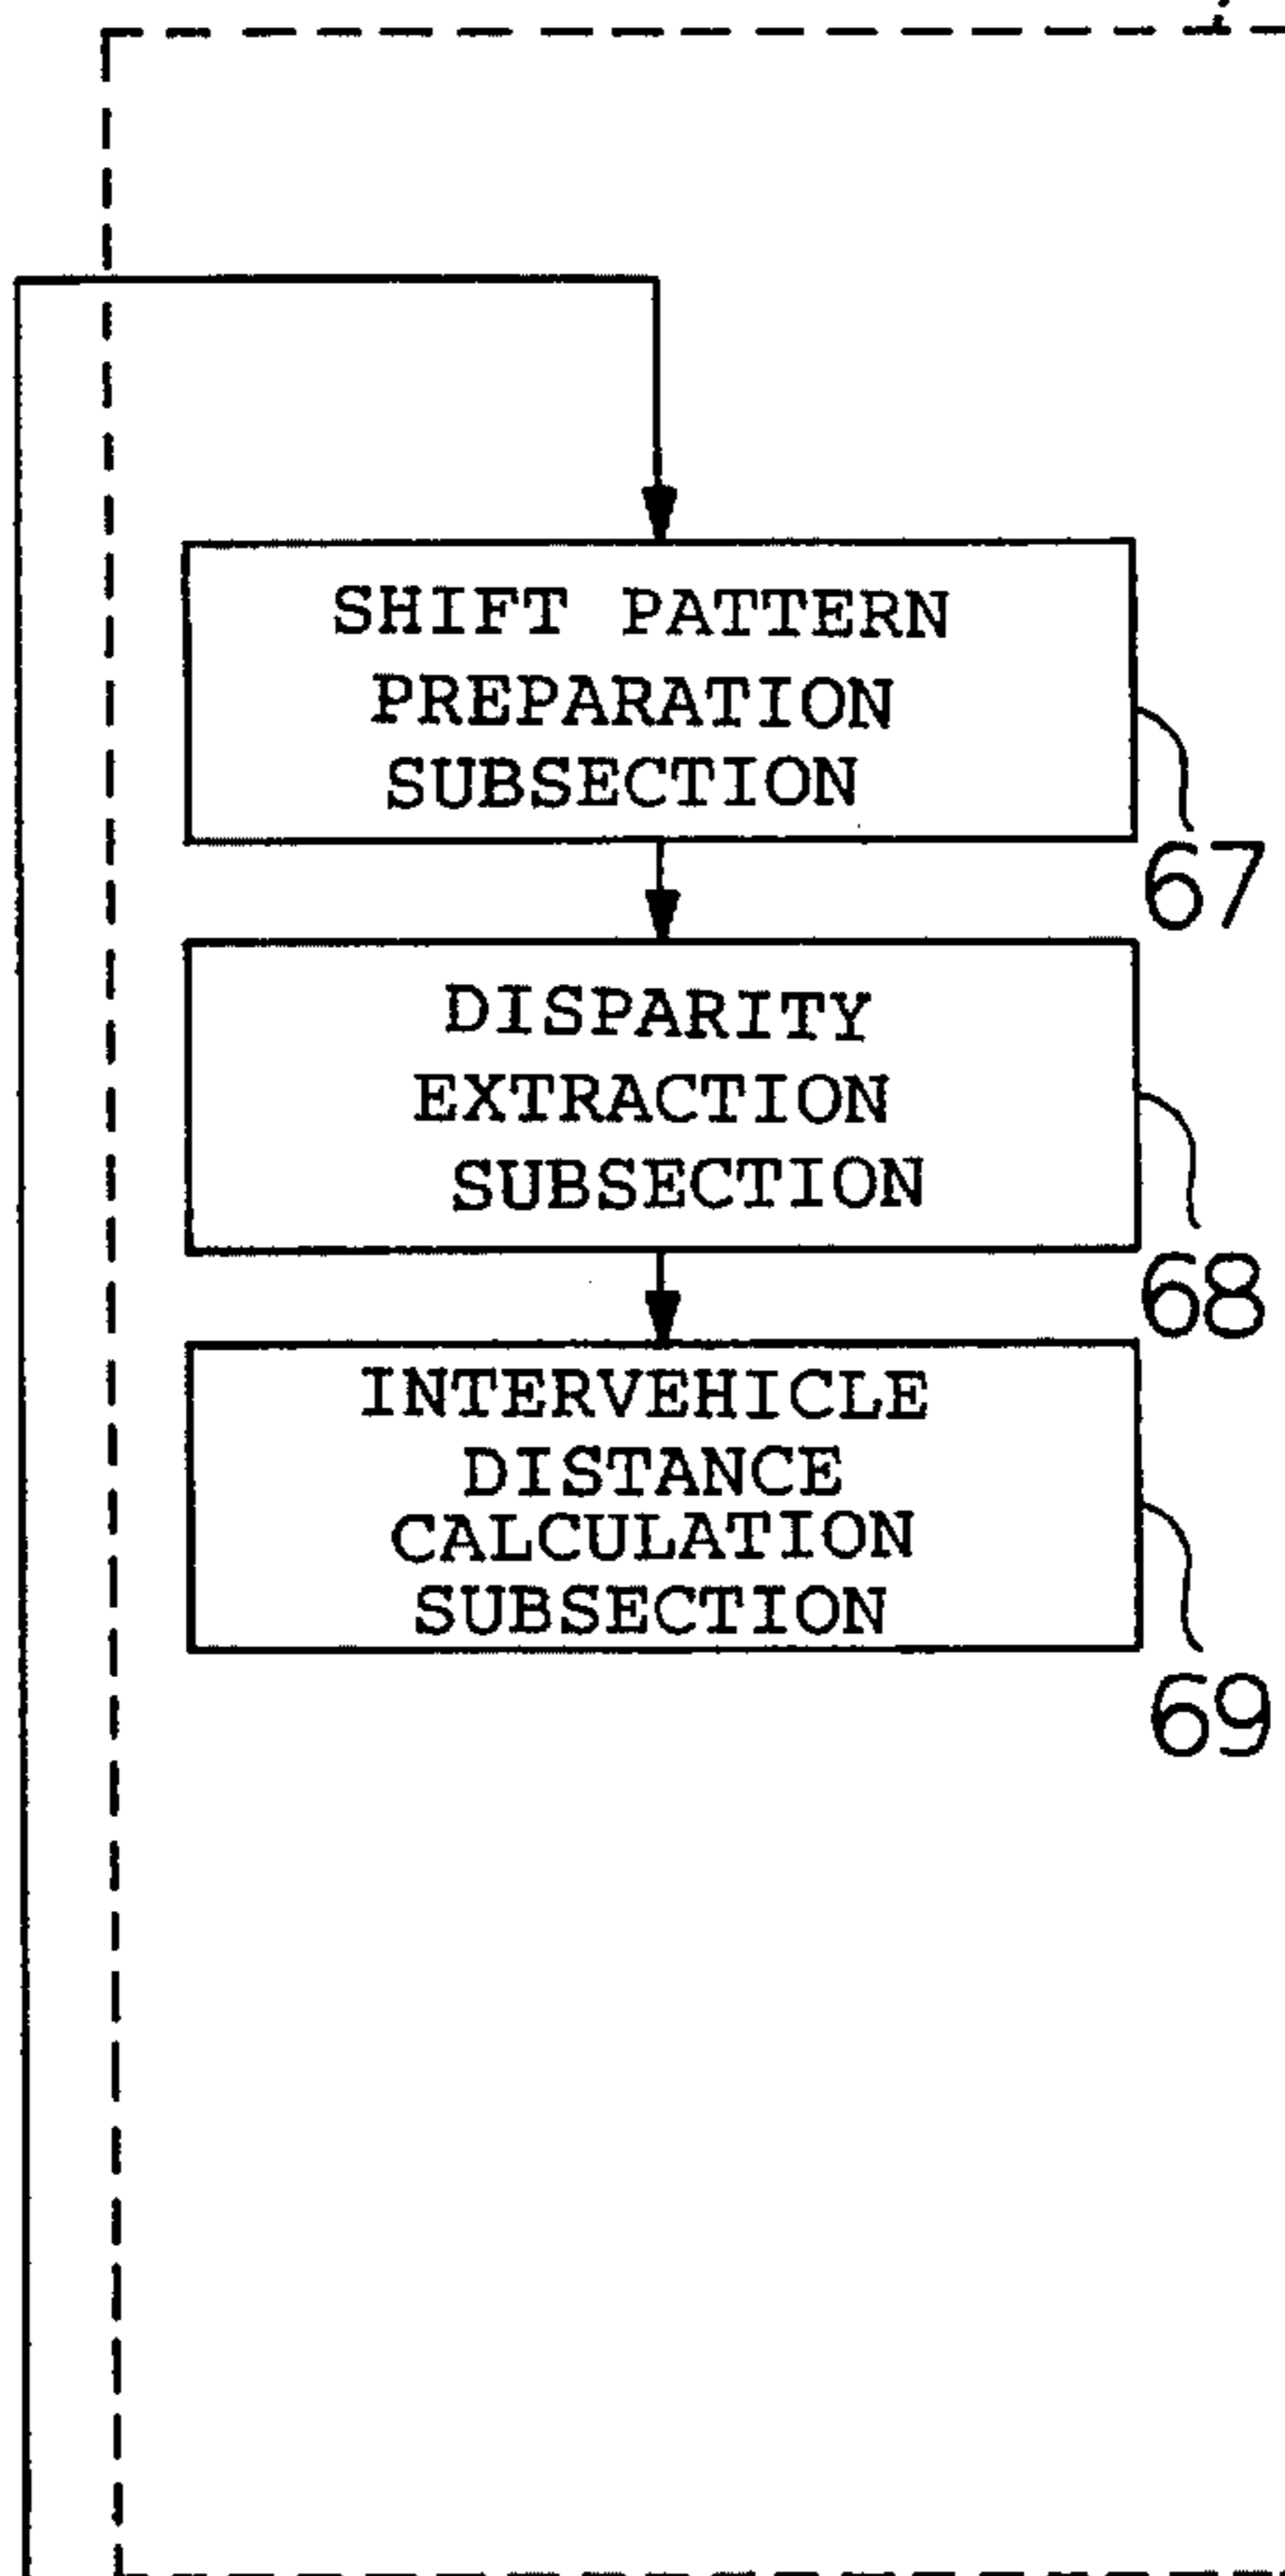 SHIFT PATTERN
PREPARATION
SUBSECTION
67
DISPARITY
EXTRACTION
SUBSECTION
68
INTERVEHICLE
DISTANCE
CALCULATION
SUBSECTION
69